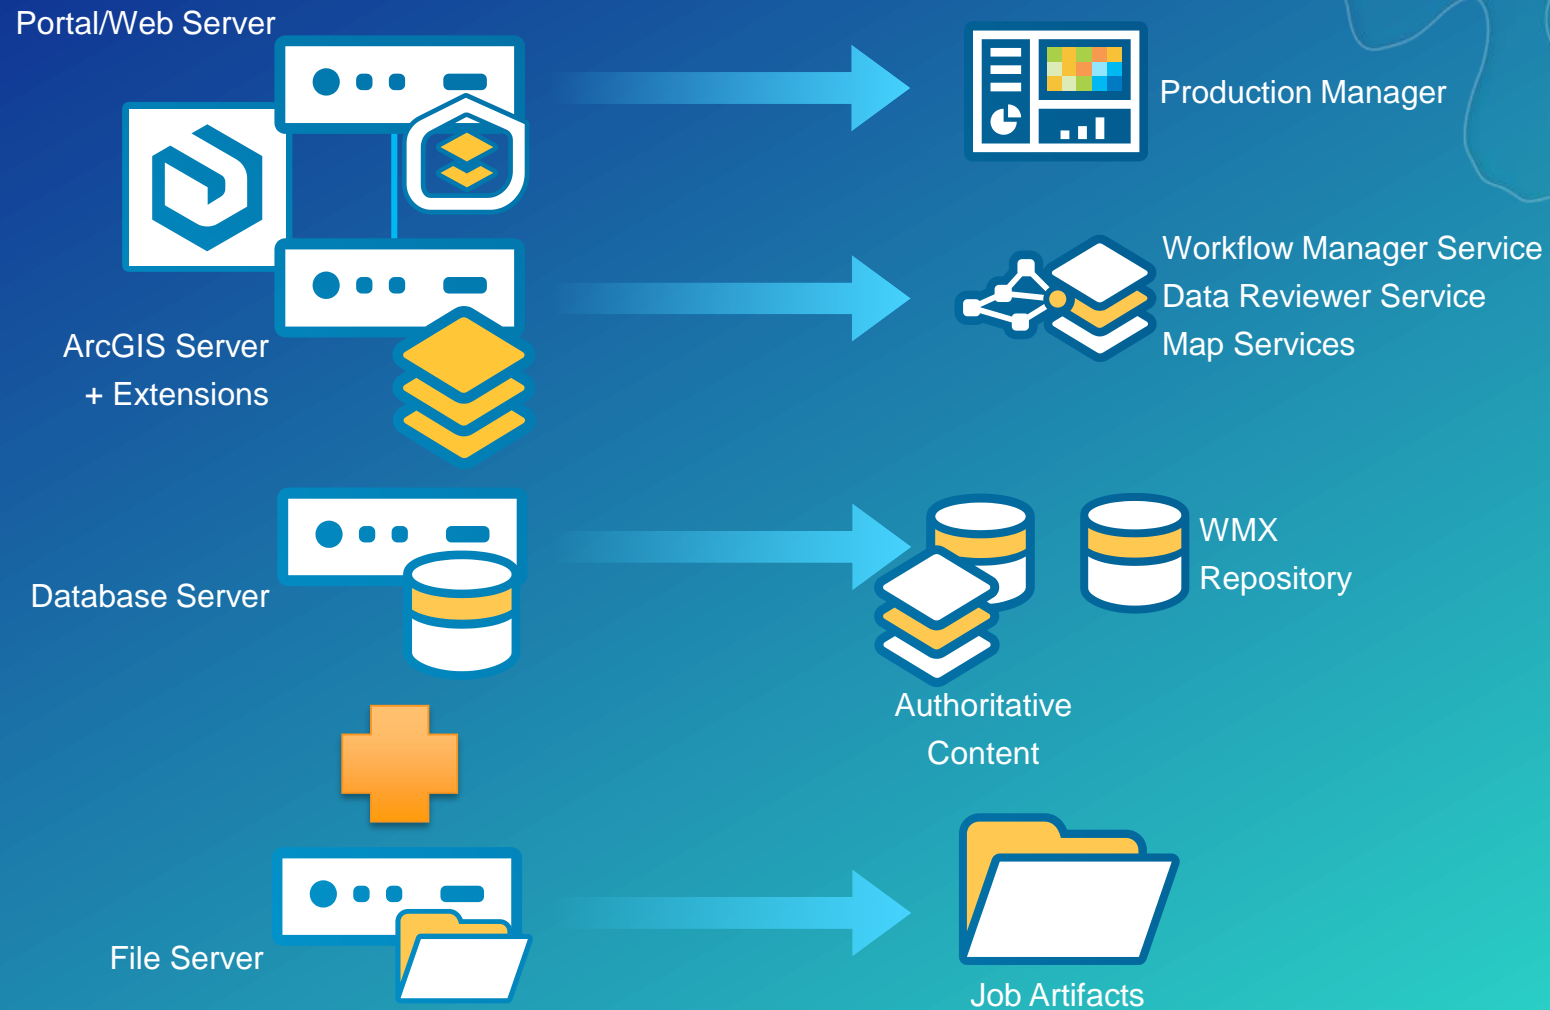 Portal/Web Server
Production Manager
Workflow Manager Service
Data Reviewer Service
Map Services
ArcGIS Server
+ Extensions
WMX
Repository
Database Server
Authoritative
Content
File Server
Job Artifacts